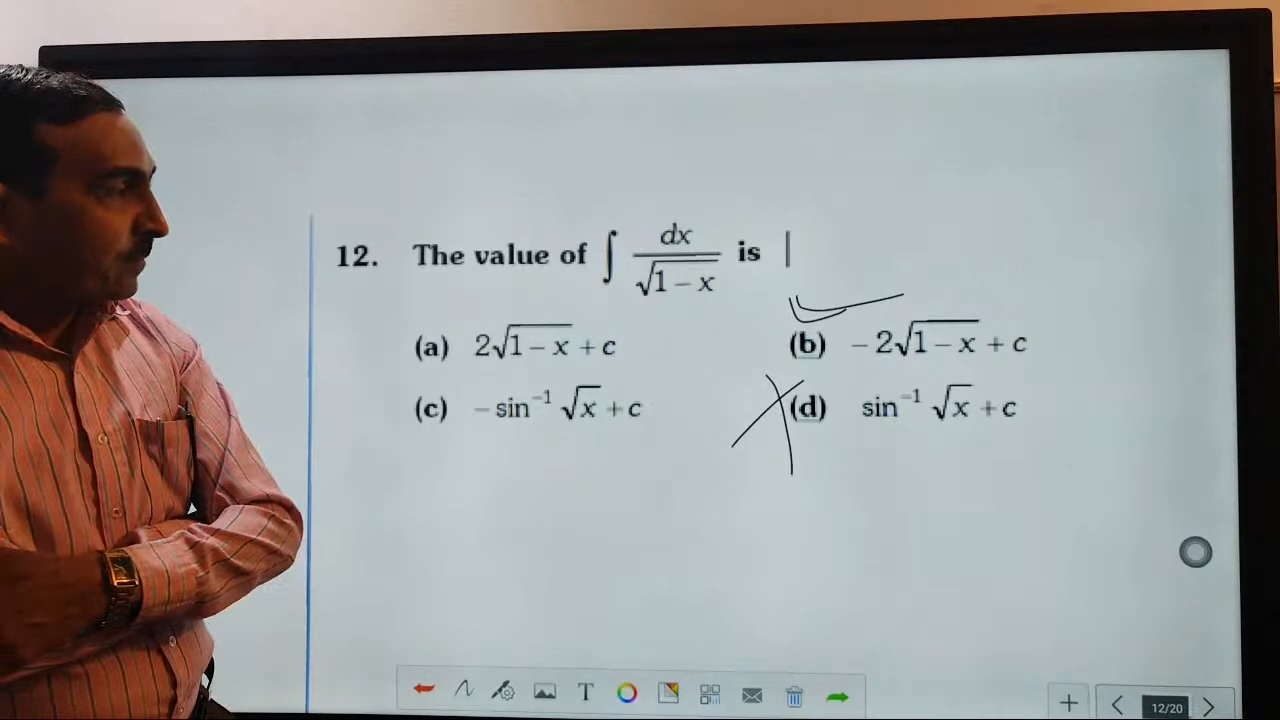 12. The value of ∫ dx/√(1 – x) is
(a) 2√(1 – x) + c (b) – 2√(1 – x) + c
(c) – sin⁻¹ √x + c (d) sin⁻¹ √x + c
T
12/20